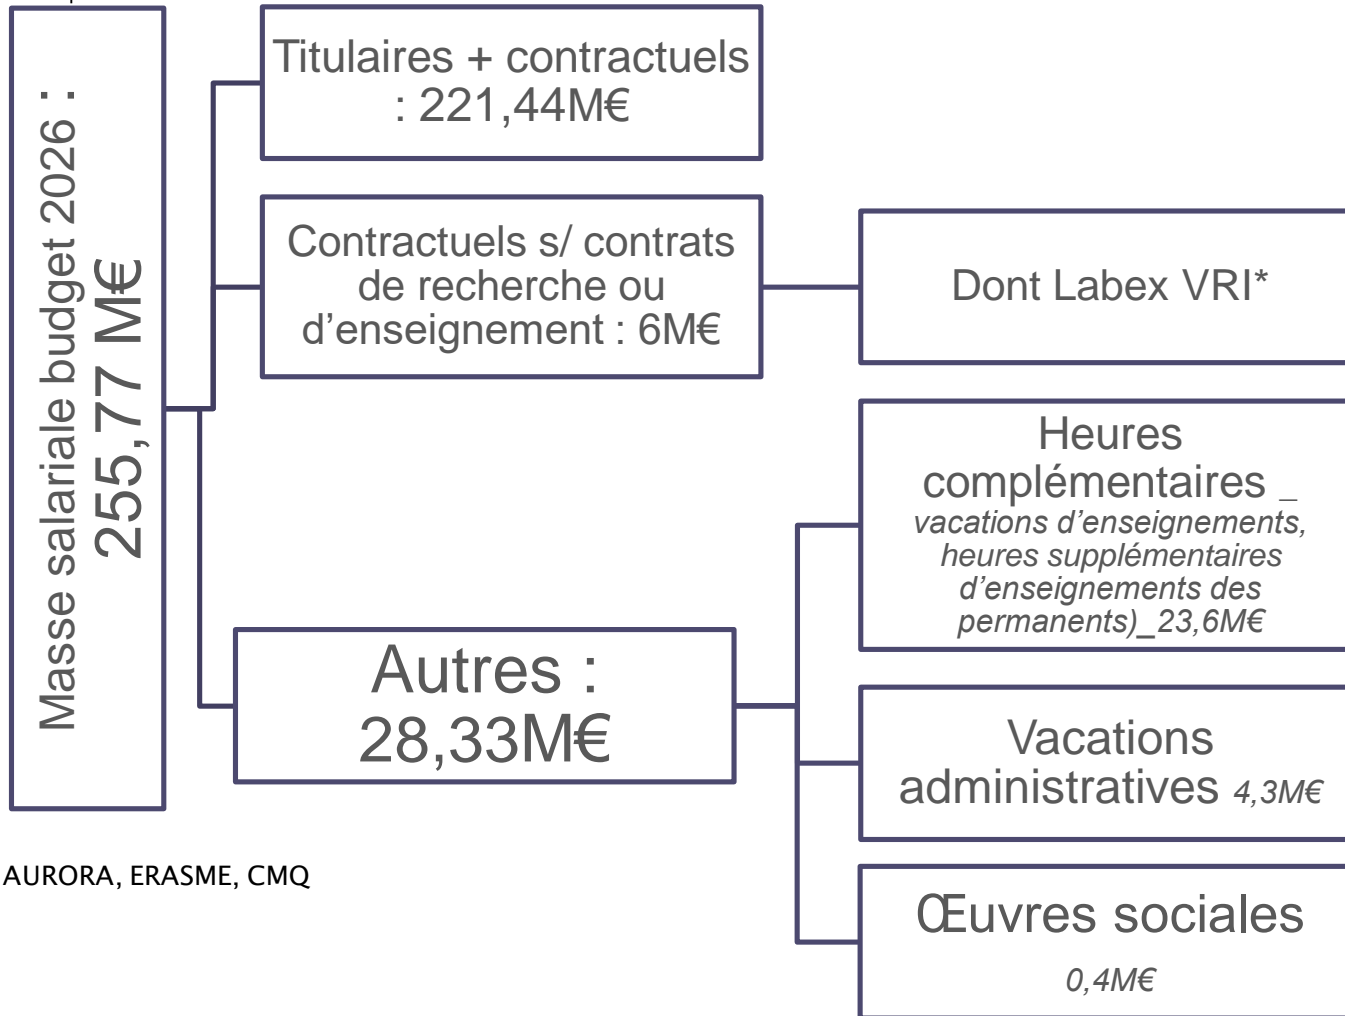 Masse salariale budget 2026 :
255,77 M€
Titulaires + contractuels
: 221,44M€
Contractuels s/ contrats
de recherche ou
d’enseignement : 6M€
Dont Labex VRI*
Autres :
28,33M€
Heures
complémentaires _
vacations d’enseignements,
heures supplémentaires
d’enseignements des
permanents)_23,6M€
Vacations
administratives 4,3M€
Œuvres sociales
0,4M€
AURORA, ERASME, CMQ